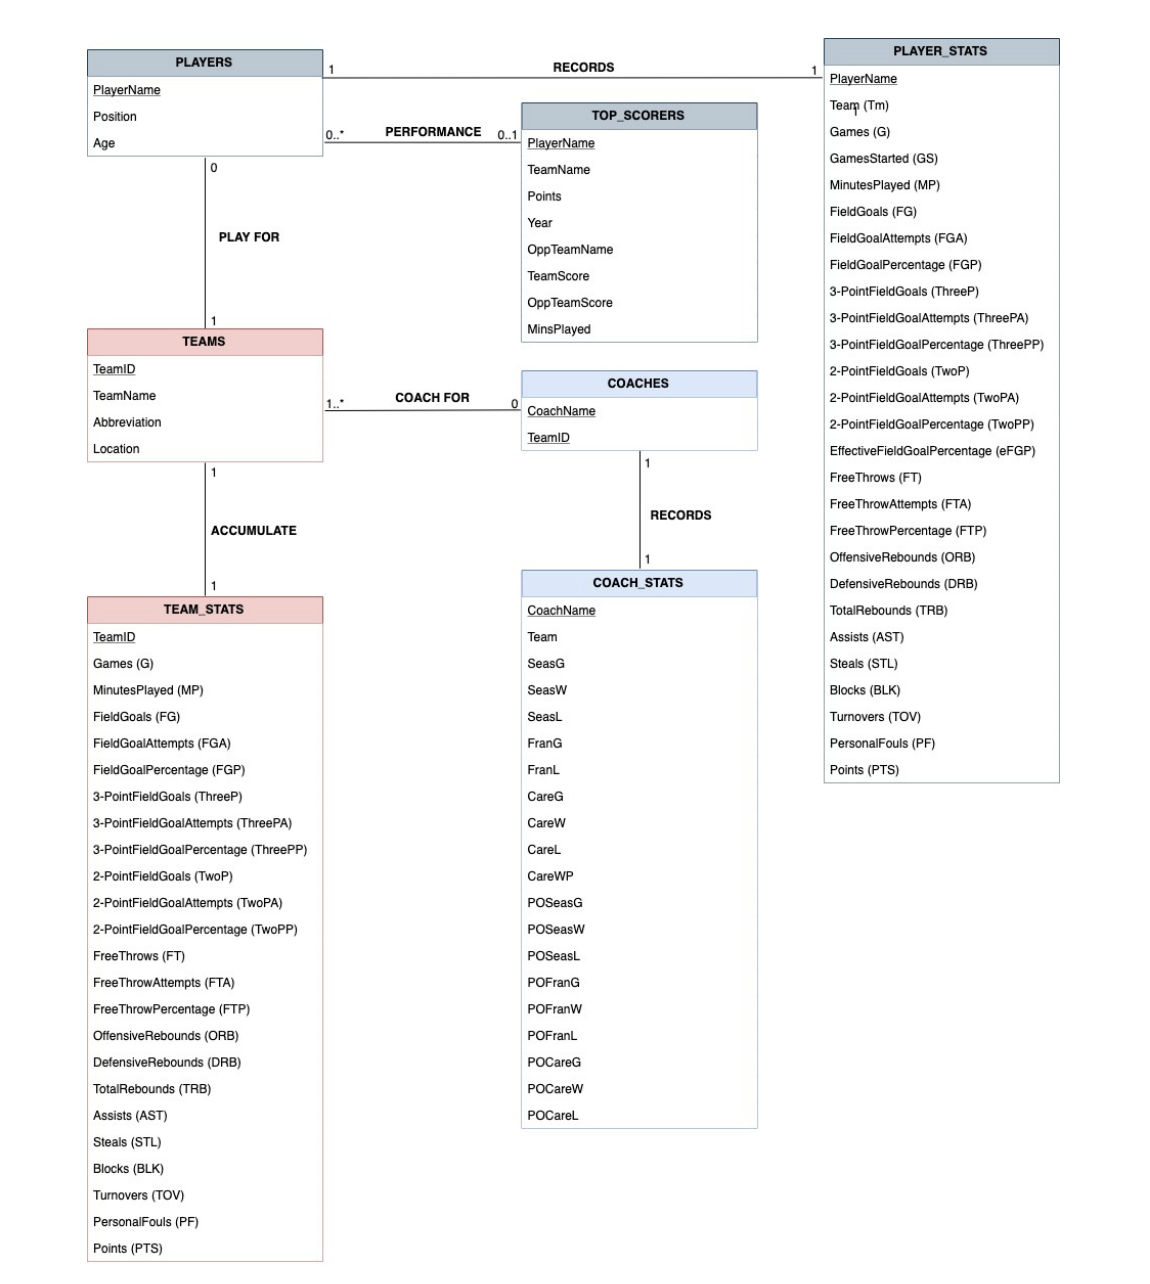 PLAYERS
PlayerName
Position
Age
1
RECORDS
1
0..*
PERFORMANCE
0..1
0
PLAY FOR
1
TOP_SCORERS
PlayerName
TeamName
Points
Year
OppTeamName
TeamScore
OppTeamScore
MinsPlayed
PLAYER_STATS
PlayerName
Team (Tm)
Games (G)
GamesStarted (GS)
MinutesPlayed (MP)
FieldGoals (FG)
FieldGoalAttempts (FGA)
FieldGoalPercentage (FGP)
3-PointFieldGoals (ThreeP)
3-PointFieldGoalAttempts (ThreePA)
3-PointFieldGoalPercentage (ThreePP)
2-PointFieldGoals (TwoP)
2-PointFieldGoalAttempts (TwoPA)
2-PointFieldGoalPercentage (TwoPP)
EffectiveFieldGoalPercentage (eFGP)
FreeThrows (FT)
FreeThrowAttempts (FTA)
FreeThrowPercentage (FTP)
OffensiveRebounds (ORB)
DefensiveRebounds (DRB)
TotalRebounds (TRB)
Assists (AST)
Steals (STL)
Blocks (BLK)
Turnovers (TOV)
PersonalFouls (PF)
Points (PTS)
TEAMS
TeamID
TeamName
Abbreviation
Location
1..*
COACH FOR
0
COACHES
CoachName
TeamID
1
ACCUMULATE
1
1
RECORDS
1
TEAM_STATS
TeamID
Games (G)
MinutesPlayed (MP)
FieldGoals (FG)
FieldGoalAttempts (FGA)
FieldGoalPercentage (FGP)
3-PointFieldGoals (ThreeP)
3-PointFieldGoalAttempts (ThreePA)
3-PointFieldGoalPercentage (ThreePP)
2-PointFieldGoals (TwoP)
2-PointFieldGoalAttempts (TwoPA)
2-PointFieldGoalPercentage (TwoPP)
FreeThrows (FT)
FreeThrowAttempts (FTA)
FreeThrowPercentage (FTP)
OffensiveRebounds (ORB)
DefensiveRebounds (DRB)
TotalRebounds (TRB)
Assists (AST)
Steals (STL)
Blocks (BLK)
Turnovers (TOV)
PersonalFouls (PF)
Points (PTS)
COACH_STATS
CoachName
Team
SeasG
SeasW
SeasL
FranG
FranL
CareG
CareW
CareL
CareWP
POSeasG
POSeasW
POSeasL
POFranG
POFranW
POFranL
POCareG
POCareW
POCareL